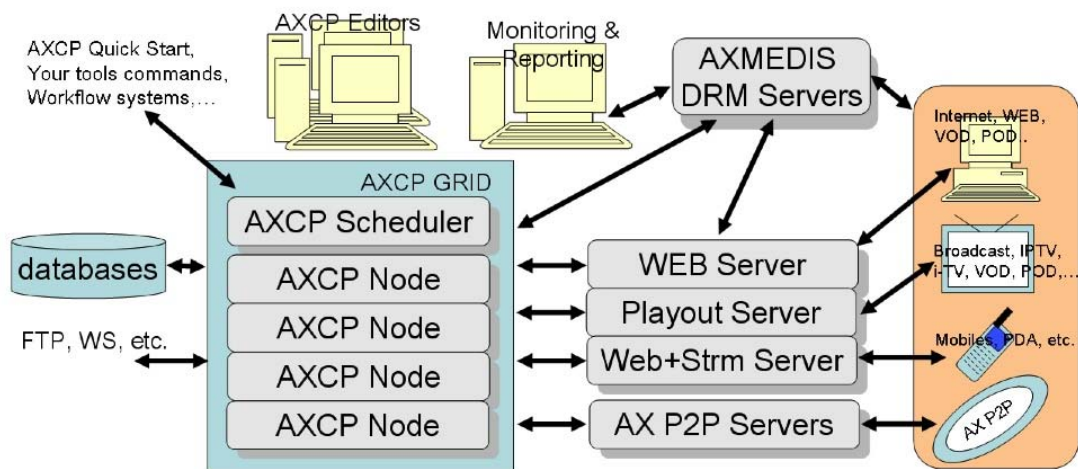 AXCP Editors
AXCP Quick Start,
Your tools commands,
Workflow systems,...
Monitoring &
Reporting
AXMEDIS
DRM Servers
Internet, WEB,
VOD, POD..
AXCP GRID
AXCP Scheduler
databases
AXCP Node
WEB Server
Broadcast, IPTV,
i-TV, VOD, POD,...
AXCP Node
Playout Server
FTP, WS, etc.
AXCP Node
Web+Strm Server
Mobiles, PDA, etc.
AXCP Node
AX P2P Servers
AX P2P